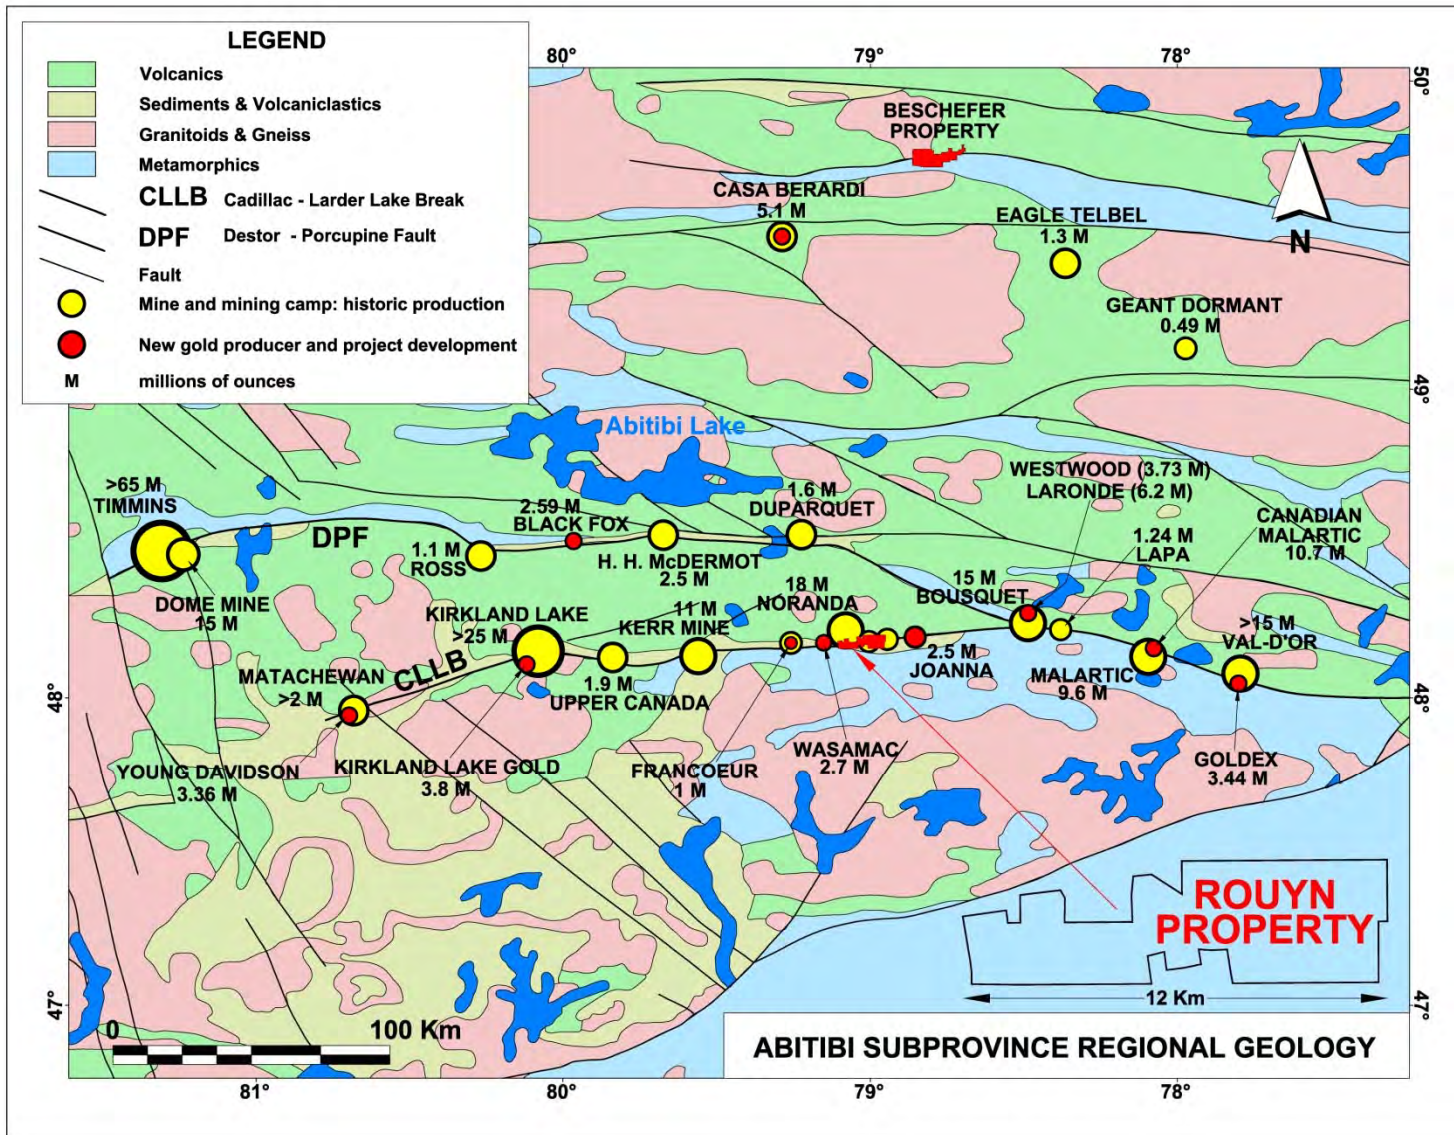 LEGEND
Volcanics
Sediments & Volcaniclastics
Granitoids & Gneiss
Metamorphics
CLLB Cadillac - Larder Lake Break
DPF Destor - Porcupine Fault
Fault
Mine and mining camp: historic production
New gold producer and project development
M millions of ounces
80° 79° 78°
50°
BESCHEFER
PROPERTY
CASA BERARDI
5.1 M
EAGLE TELBEL
1.3 M
N
GEANT DORMANT
0.49 M
49°
Abitibi Lake
>65 M
TIMMINS
DPF
2.59 M
BLACK FOX
1.1 M
ROSS
H. H. McDERMOT
2.5 M
1.6 M
DUPARQUET
WESTWOOD (3.73 M)
LARONDE (6.2 M)
CANADIAN
MALARTIC
10.7 M
1.24 M
LAPA
DOME MINE
15 M
KIRKLAND LAKE
>25 M
11 M
KERR MINE
18 M
NORANDA
15 M
BOUSQUET
>15 M
VAL-D'OR
MATACHEWAN
>2 M
CLLB
1.9 M
UPPER CANADA
2.5 M
JOANNA
MALARTIC
9.6 M
48°
48°
YOUNG DAVIDSON
3.36 M
KIRKLAND LAKE GOLD
3.8 M
FRANCOEUR
1 M
WASAMAC
2.7 M
GOLDEX
3.44 M
ROUYN
PROPERTY
12 Km
47°
47°
0 100 Km
ABITIBI SUBPROVINCE REGIONAL GEOLOGY
81° 80° 79° 78°